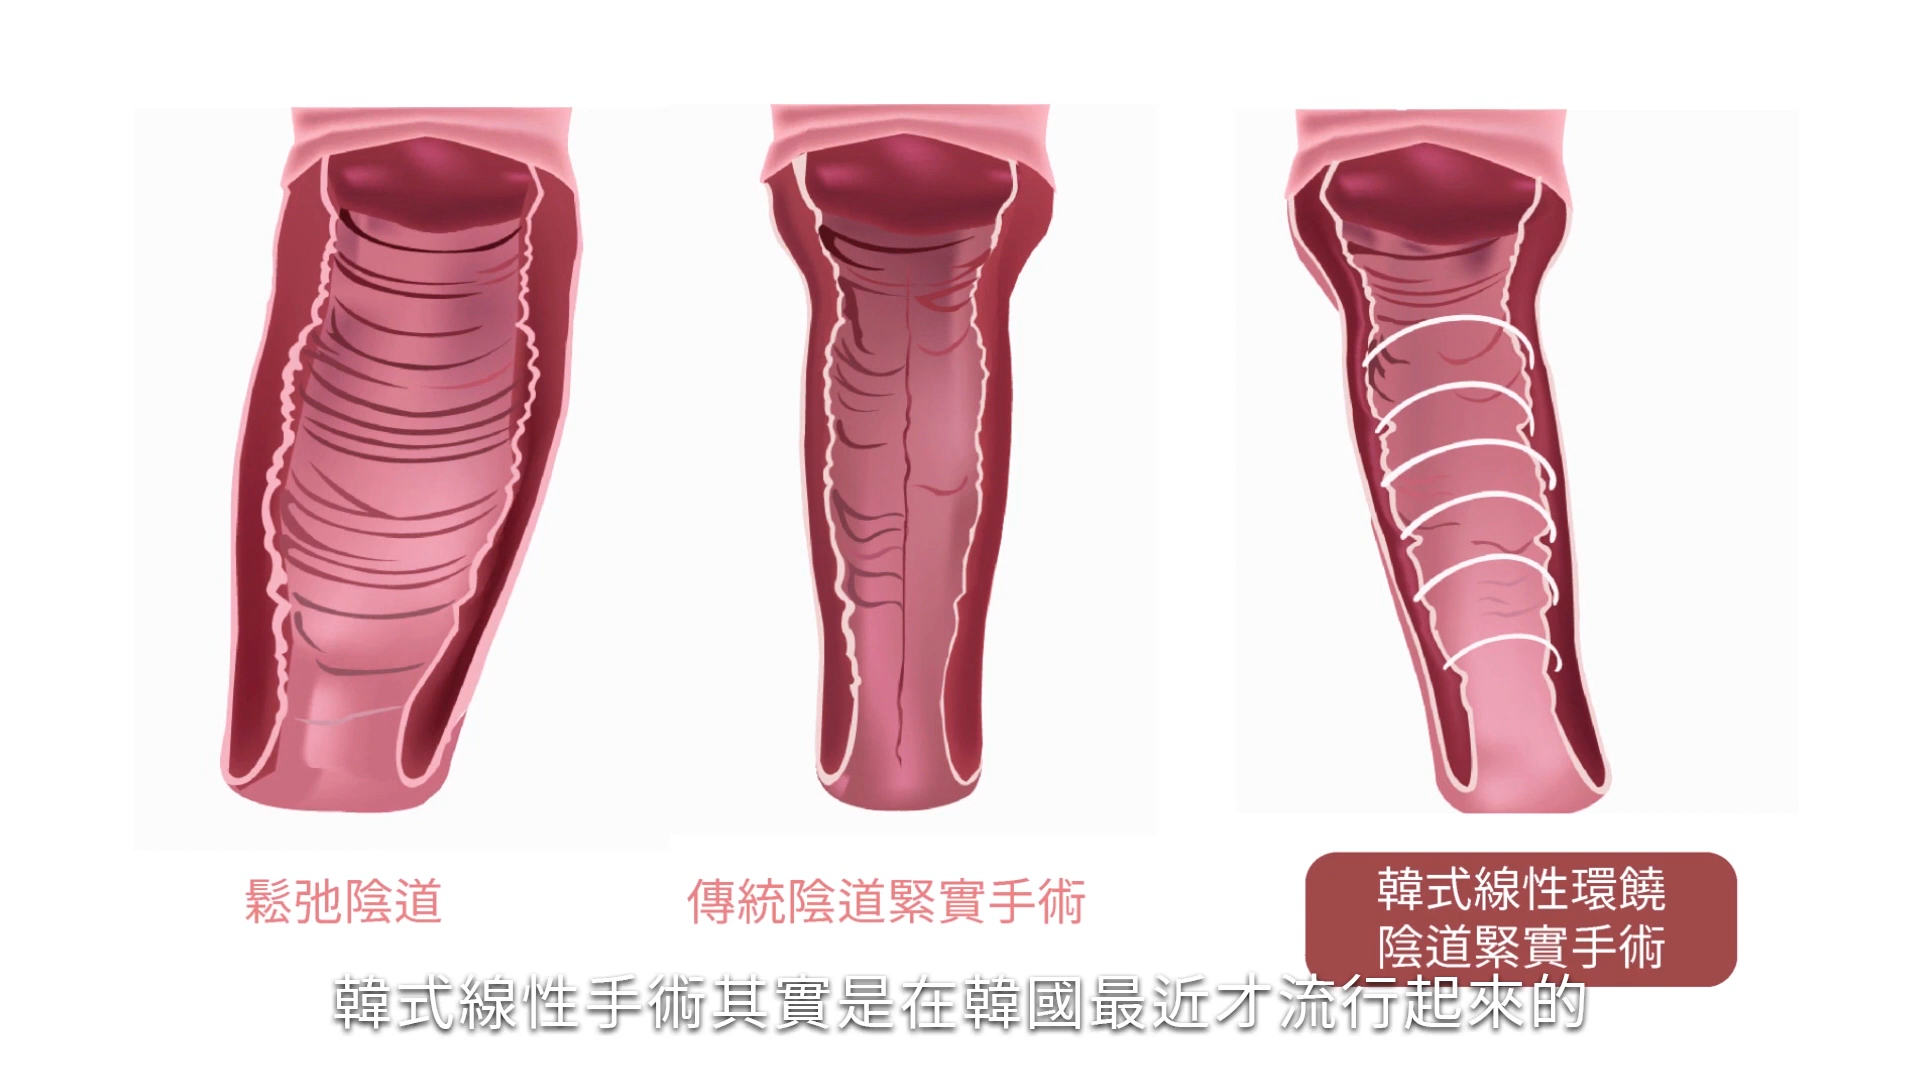 鬆弛陰道
傳統陰道緊實手術
韓式線性環饒
陰道緊實手術
韓式線性手術其實是在韓國最近才流行起來的